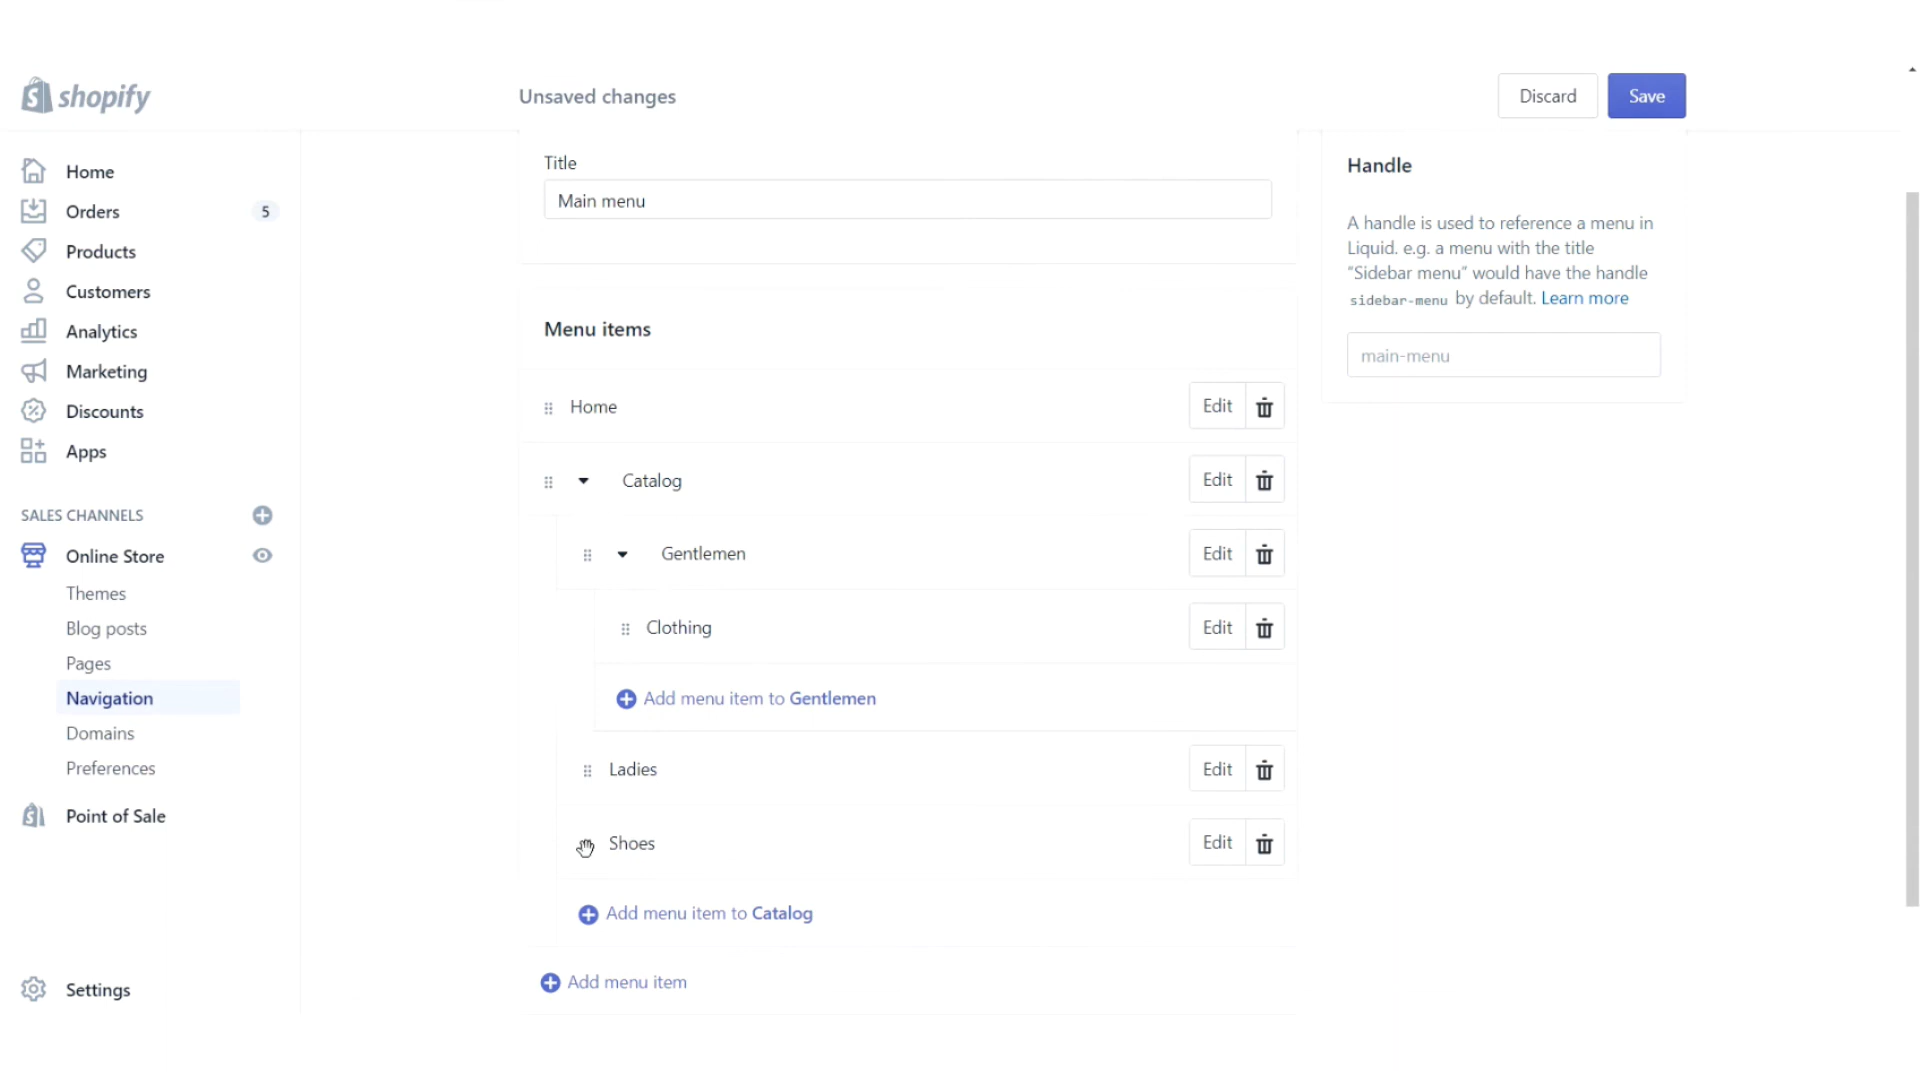 shopify
Unsaved changes
Discard
Save
Home
Orders
5
Products
Customers
Analytics
Marketing
Discounts
Apps
SALES CHANNELS
Online Store
Themes
Blog posts
Pages
Navigation
Domains
Preferences
Point of Sale
Settings
Title
Main menu
Menu items
Home
Edit
Catalog
Edit
Gentlemen
Edit
Clothing
Edit
Add menu item to Gentlemen
Ladies
Edit
Shoes
Edit
Add menu item to Catalog
Add menu item
Handle
A handle is used to reference a menu in
Liquid. e.g. a menu with the title
“Sidebar menu” would have the handle
sidebar-menu by default. Learn more
main-menu